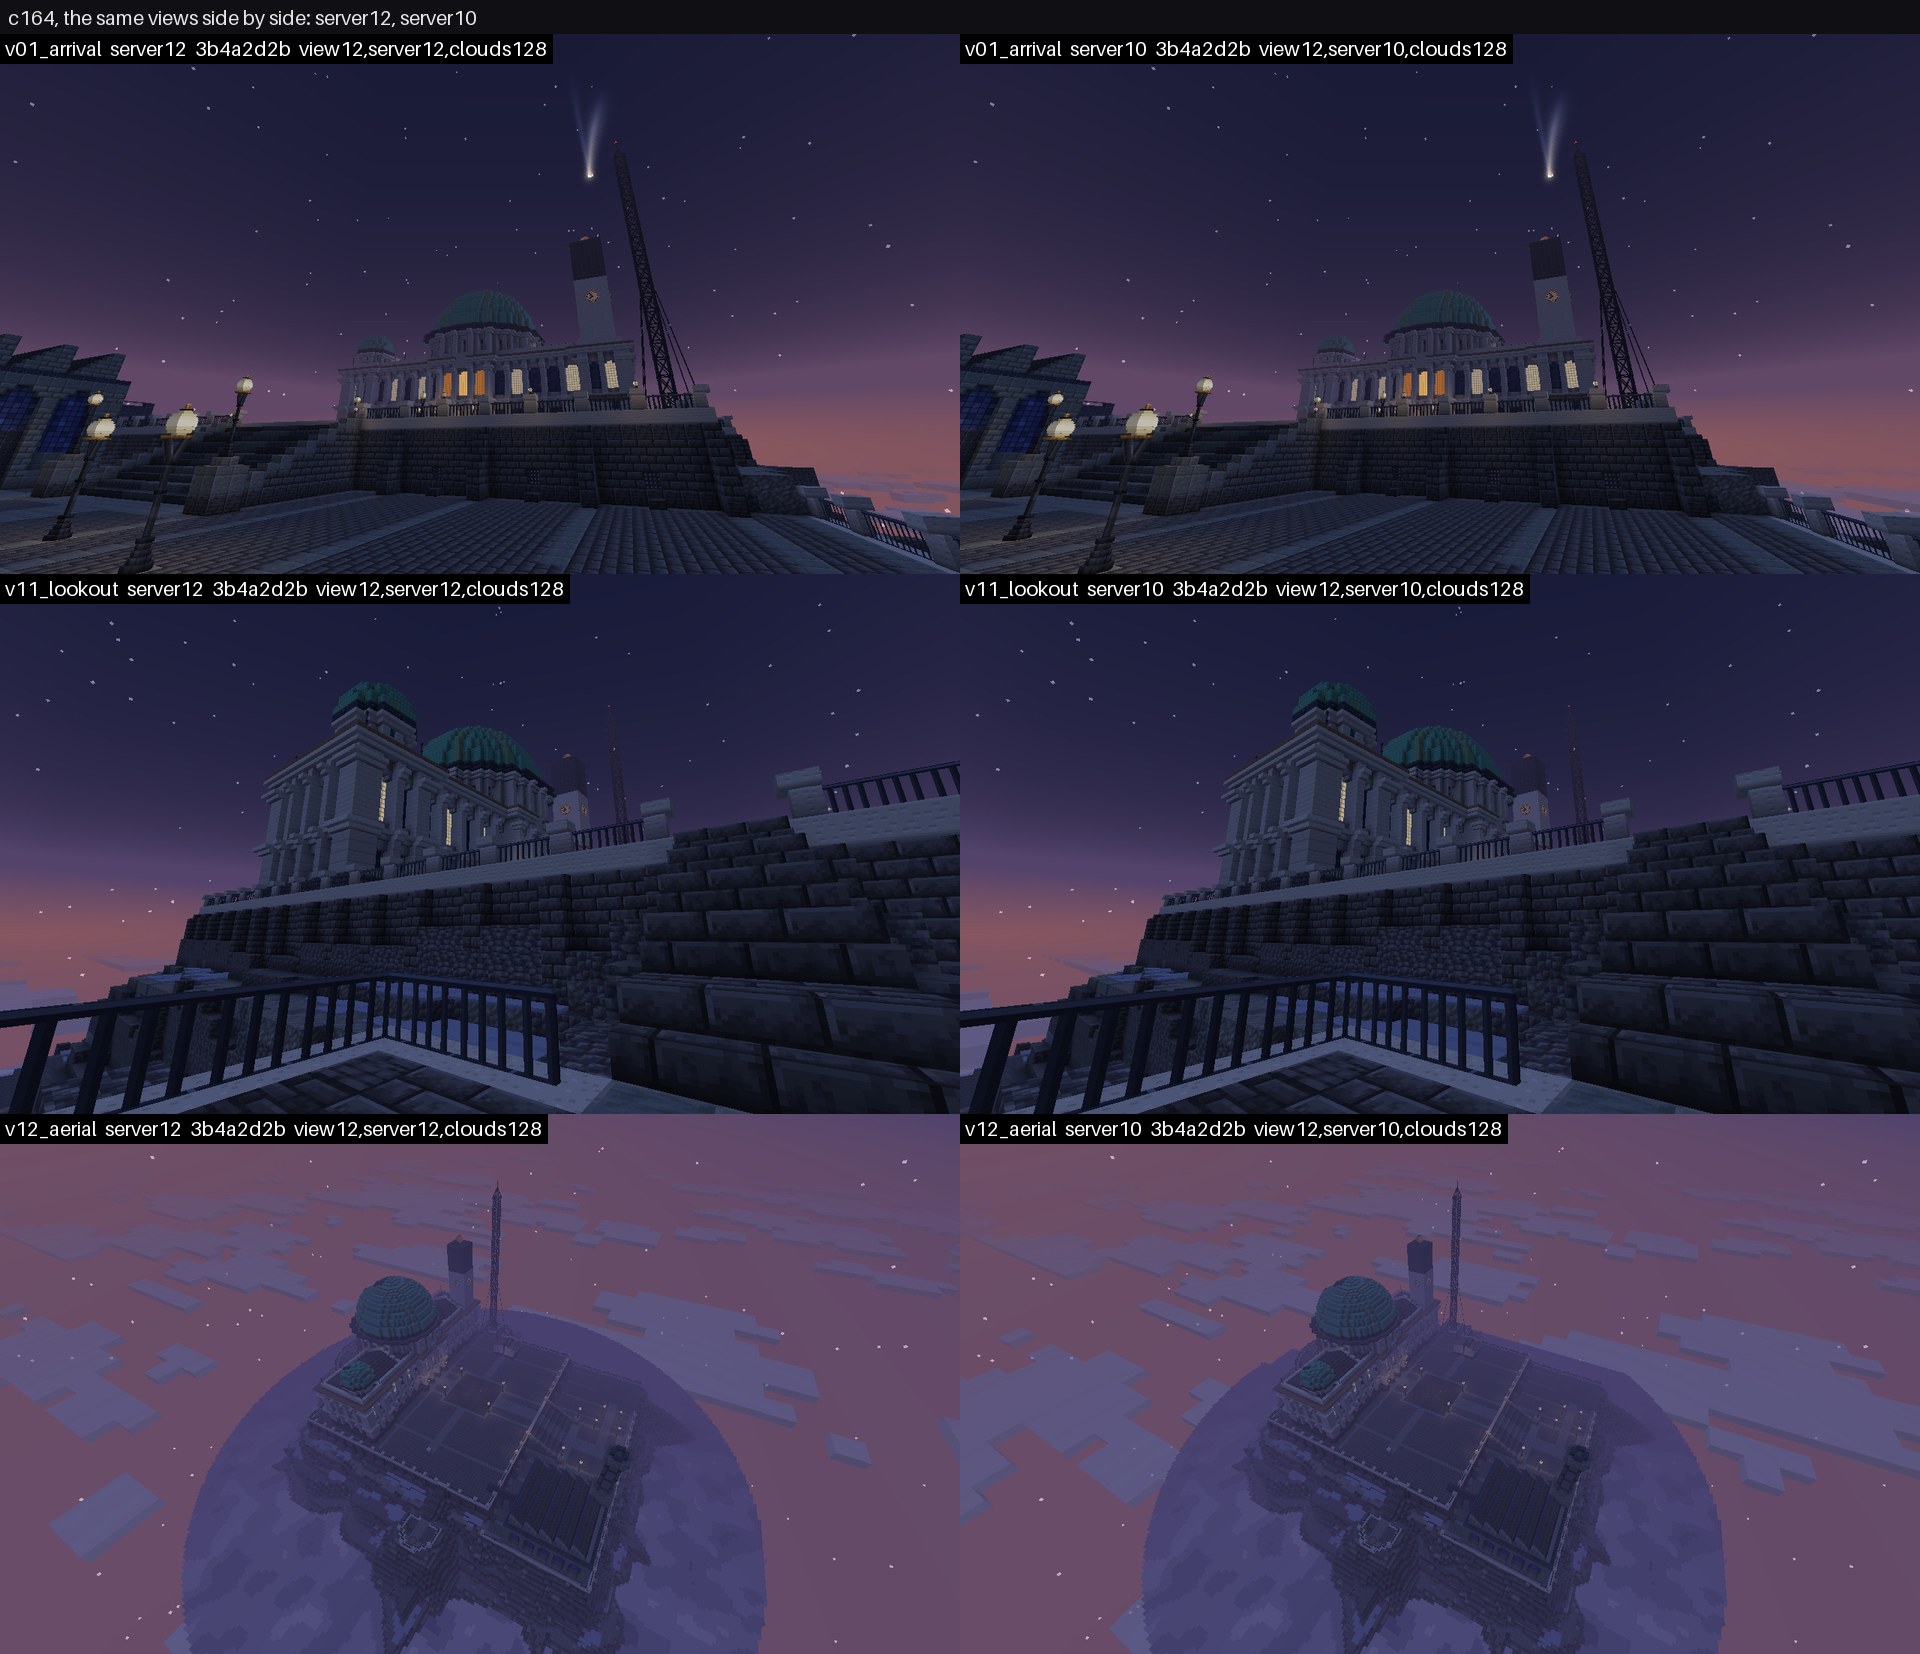 c164, the same views side by side: server12, server10
v01_arrival server12 3b4a2d2b view12,server12,clouds128
v01_arrival server10 3b4a2d2b view12,server10,clouds128
v11_lookout server12 3b4a2d2b view12,server12,clouds128
v11_lookout server10 3b4a2d2b view12,server10,clouds128
v12_aerial server12 3b4a2d2b view12,server12,clouds128
v12_aerial server10 3b4a2d2b view12,server10,clouds128